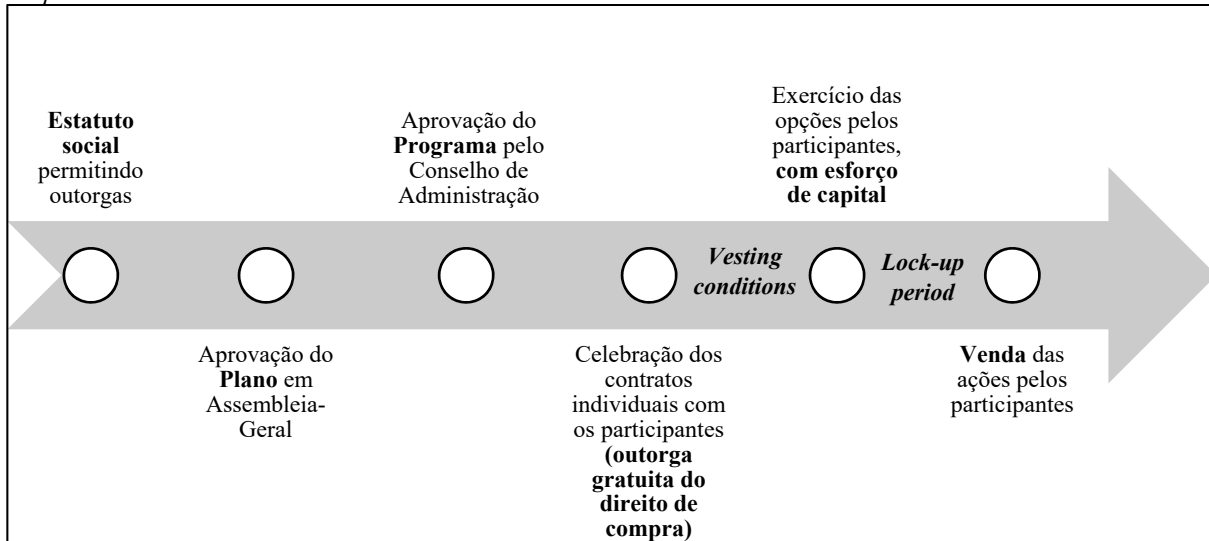 Estatuto
social
permitindo
outorgas
Aprovação do
Plano em
Assembleia-
Geral
Aprovação do
Programa pelo
Conselho de
Administração
Celebração dos
contratos
individuais com
os participantes
(outorga
gratuita do
direito de
compra)
Vesting
conditions
Exercício das
opções pelos
participantes,
com esforço
de capital
Lock-up
period
Venda das
ações pelos
participantes